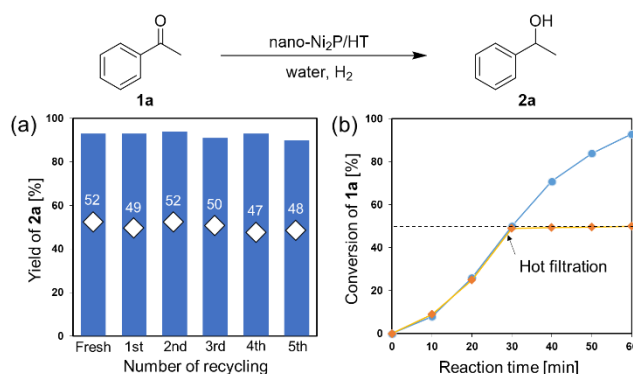 O
OH
nano-Ni₂P/HT
water, H₂
1a
2a
(a)
100
80
60
40
20
0
Yield of 2a [%]
52
49
52
50
47
48
Fresh
1st
2nd
3rd
4th
5th
Number of recycling
(b)
100
80
60
40
20
0
Conversion of 1a [%]
Hot filtration
0
10
20
30
40
50
60
Reaction time [min]